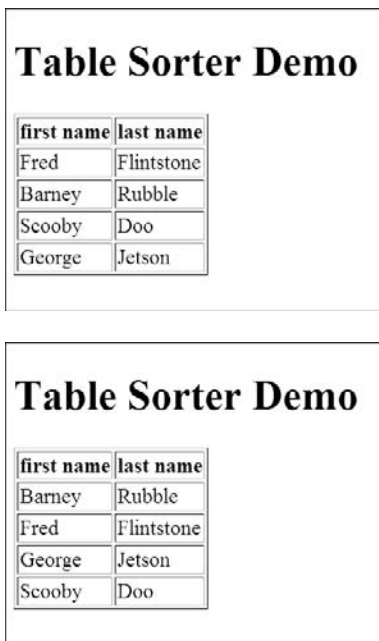 Table Sorter Demo
first name last name
Fred Flintstone
Barney Rubble
Scooby Doo
George Jetson
Table Sorter Demo
first name last name
Barney Rubble
Fred Flintstone
George Jetson
Scooby Doo